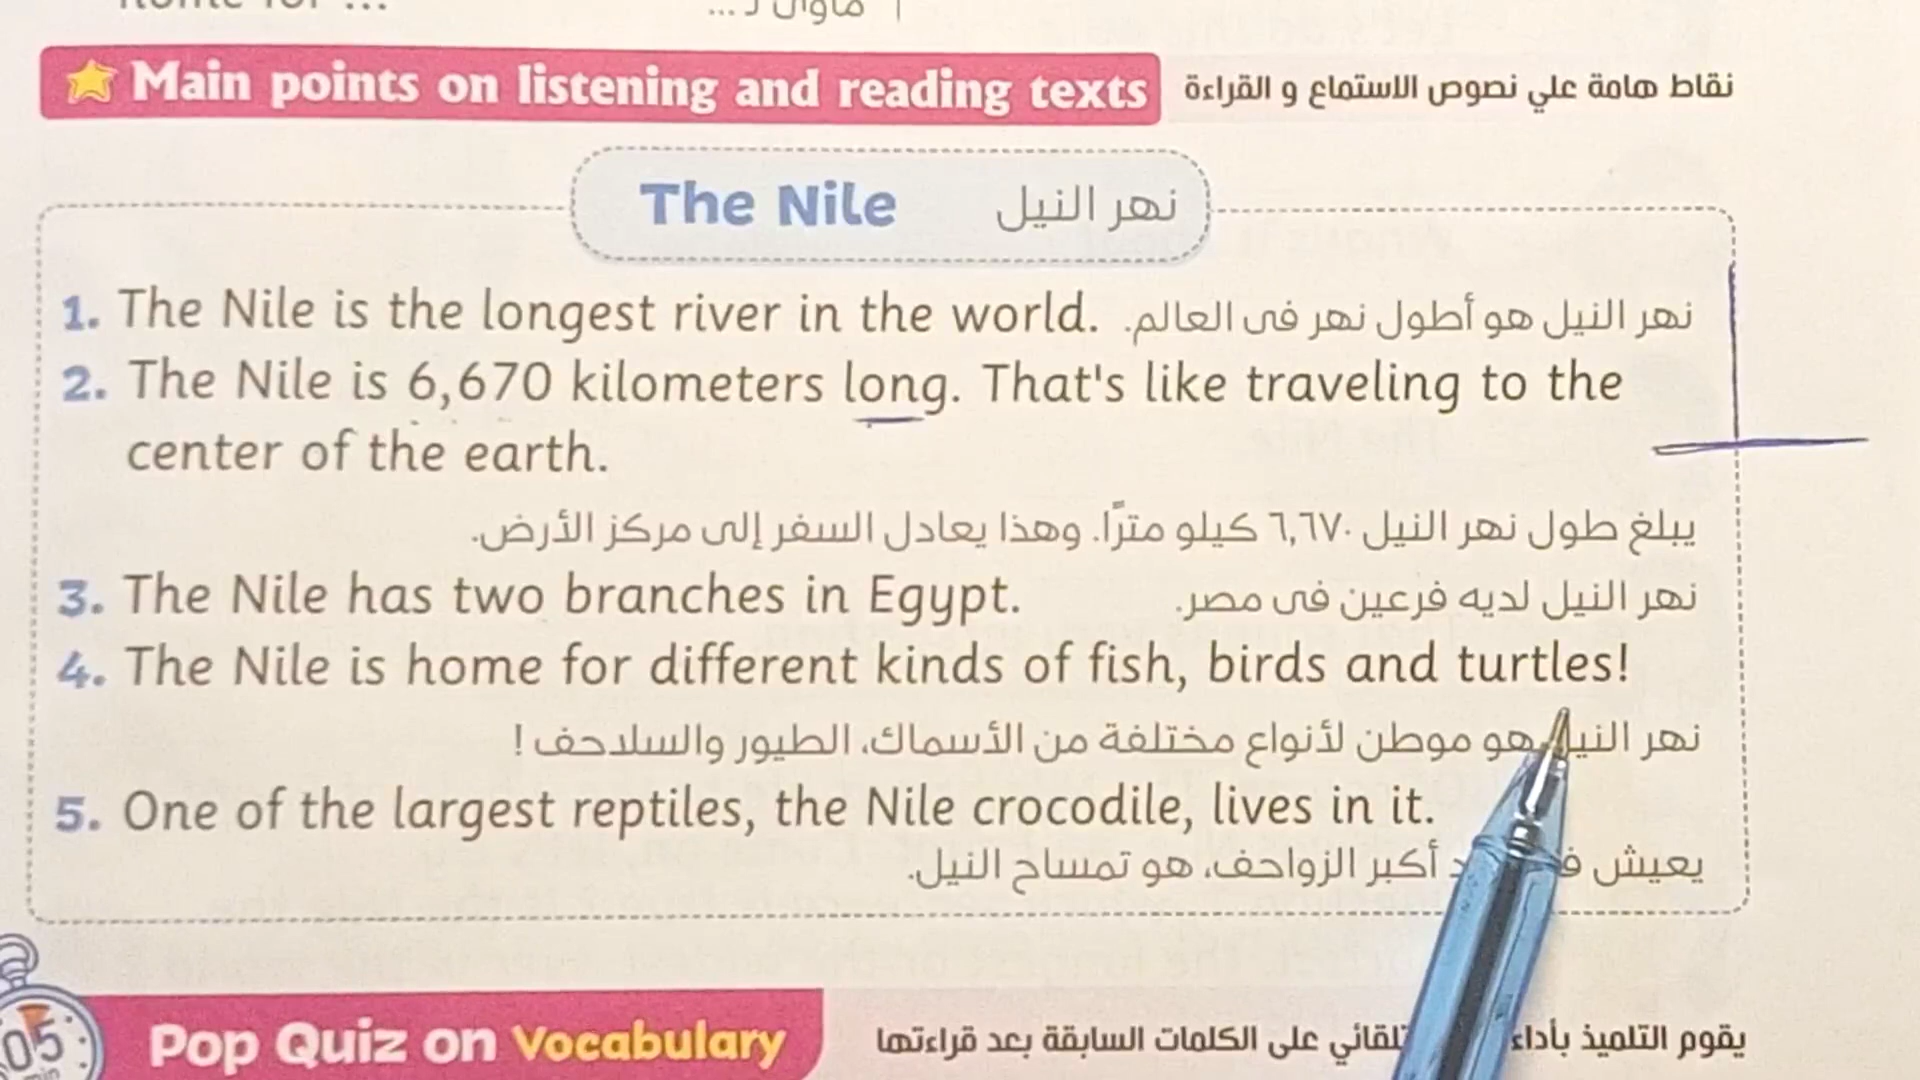 Main points on listening and reading texts نقاط هامة علي نصوص الاستماع و القراءة
The Nile نهر النيل
1. The Nile is the longest river in the world. نهر النيل هو أطول نهر فى العالم.
2. The Nile is 6,670 kilometers long. That's like traveling to the
center of the earth.
يبلغ طول نهر النيل ٦,٦٧٠ كيلو مترًا. وهذا يعادل السفر إلى مركز الأرض.
3. The Nile has two branches in Egypt. نهر النيل لديه فرعين فى مصر.
4. The Nile is home for different kinds of fish, birds and turtles!
نهر النيل هو موطن لأنواع مختلفة من الأسماك، الطيور والسلاحف !
5. One of the largest reptiles, the Nile crocodile, lives in it.
يعيش أكبر الزواحف، هو تمساح النيل.
05
min
Pop Quiz on Vocabulary يقوم التلميذ بأداء على الكلمات السابقة بعد قراءتها